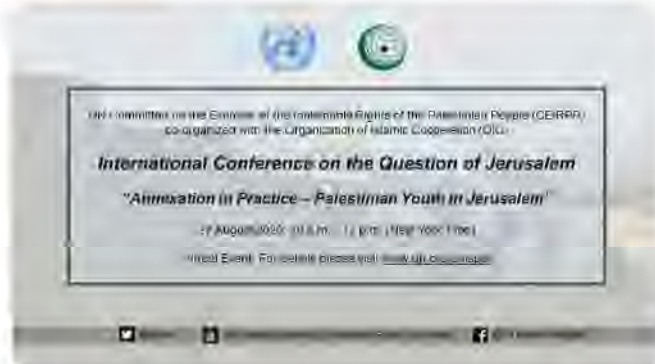 UN Committee on the Exercise of the Inalienable Rights of the Palestinian People (CEIRPP)
co-organized with the Organization of Islamic Cooperation (OIC)
International Conference on the Question of Jerusalem
"Annexation in Practice – Palestinian Youth in Jerusalem"
27 August 2020, 10 a.m. - 12 p.m. (New York Time)
Virtual Event: For details please visit